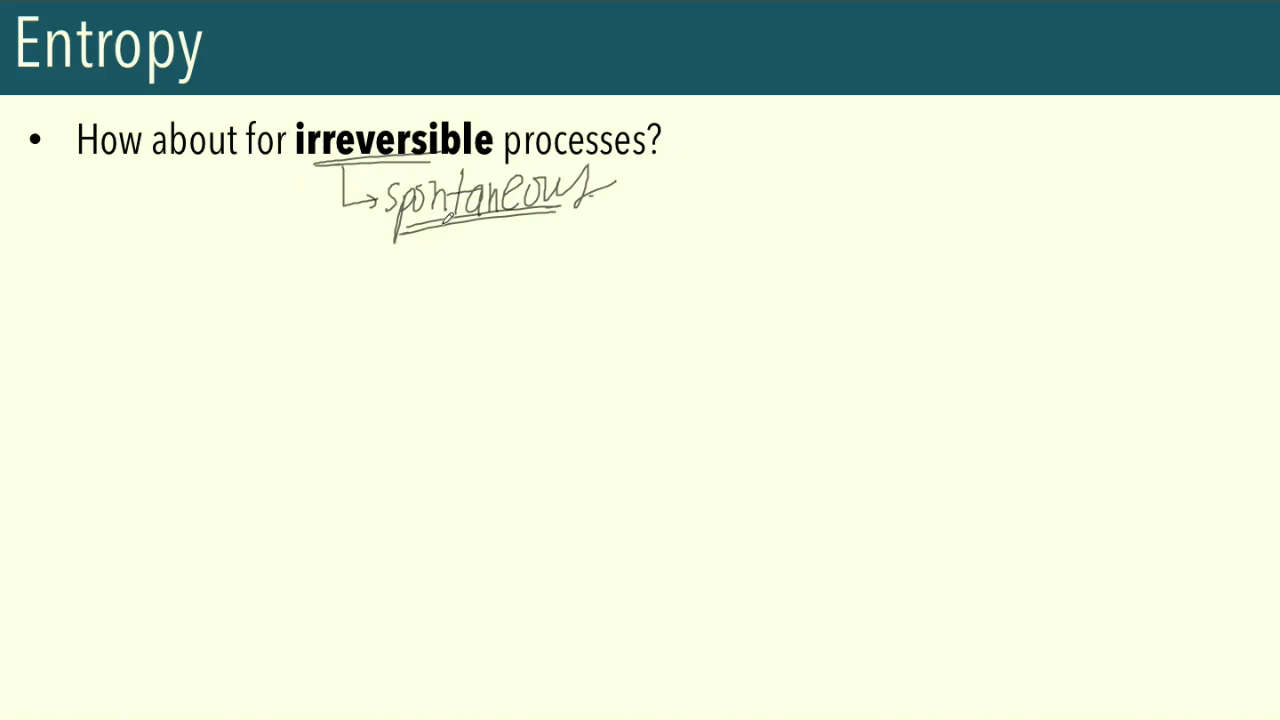 Entropy
• How about for irreversible processes?
↳ spontaneous